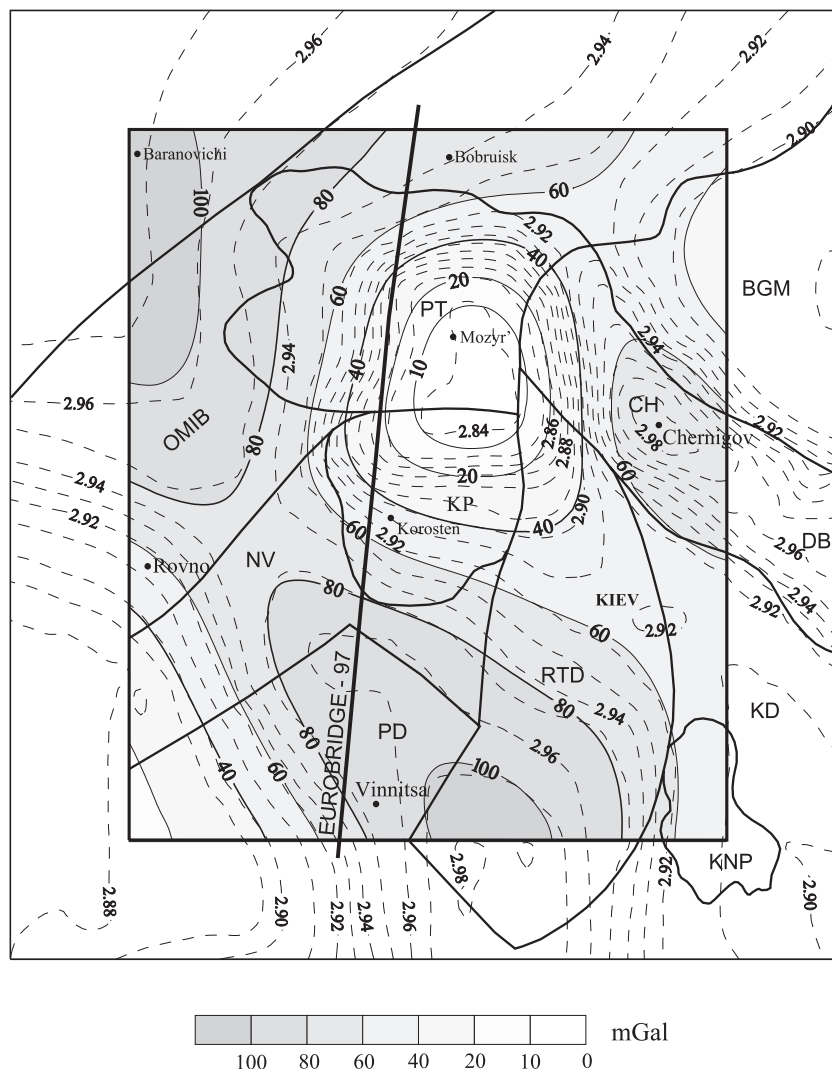 2.96
2.94
2.92
2.90
Baranovichi
Bobruisk
100
80
60
2.92
40
20
60
PT
BGM
Mozyr'
2.94
2.94
10
40
2.96
CH
OMIB
80
2.84
2.86
2.88
2.98
Chernigov
2.92
2.94
20
60
2.92
KP
2.90
40
60
Korosten
2.92
DB
2.96
Rovno
NV
80
KIEV
2.94
2.92
2.92
60
RTD
80
2.94
KD
EUROBRIDGE - 97
PD
80
2.96
40
60
100
Vinnitsa
KNP
2.98
2.92
2.88
2.90
2.92
2.94
2.96
2.90
mGal
100 80 60 40 20 10 0